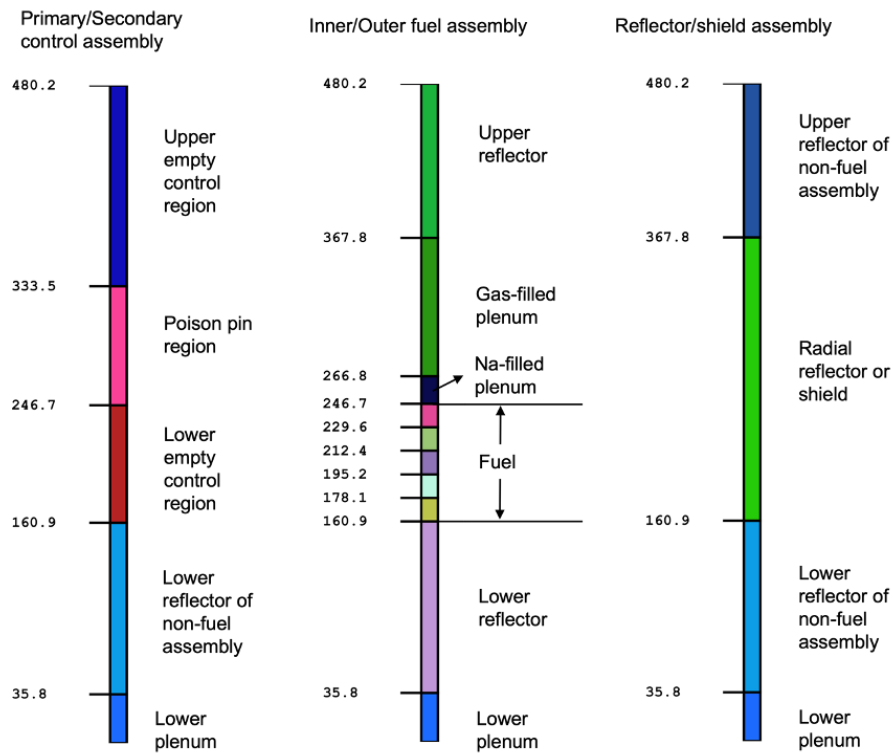 Primary/Secondary
control assembly
480.2
Upper
empty
control
region
333.5
Poison pin
region
246.7
Lower
empty
control
region
160.9
Lower
reflector of
non-fuel
assembly
35.8
Lower
plenum
Inner/Outer fuel assembly
480.2
Upper
reflector
367.8
Gas-filled
plenum
266.8
Na-filled
plenum
246.7
229.6
212.4
Fuel
195.2
178.1
160.9
Lower
reflector
35.8
Lower
plenum
Reflector/shield assembly
480.2
Upper
reflector of
non-fuel
assembly
367.8
Radial
reflector or
shield
160.9
Lower
reflector of
non-fuel
assembly
35.8
Lower
plenum